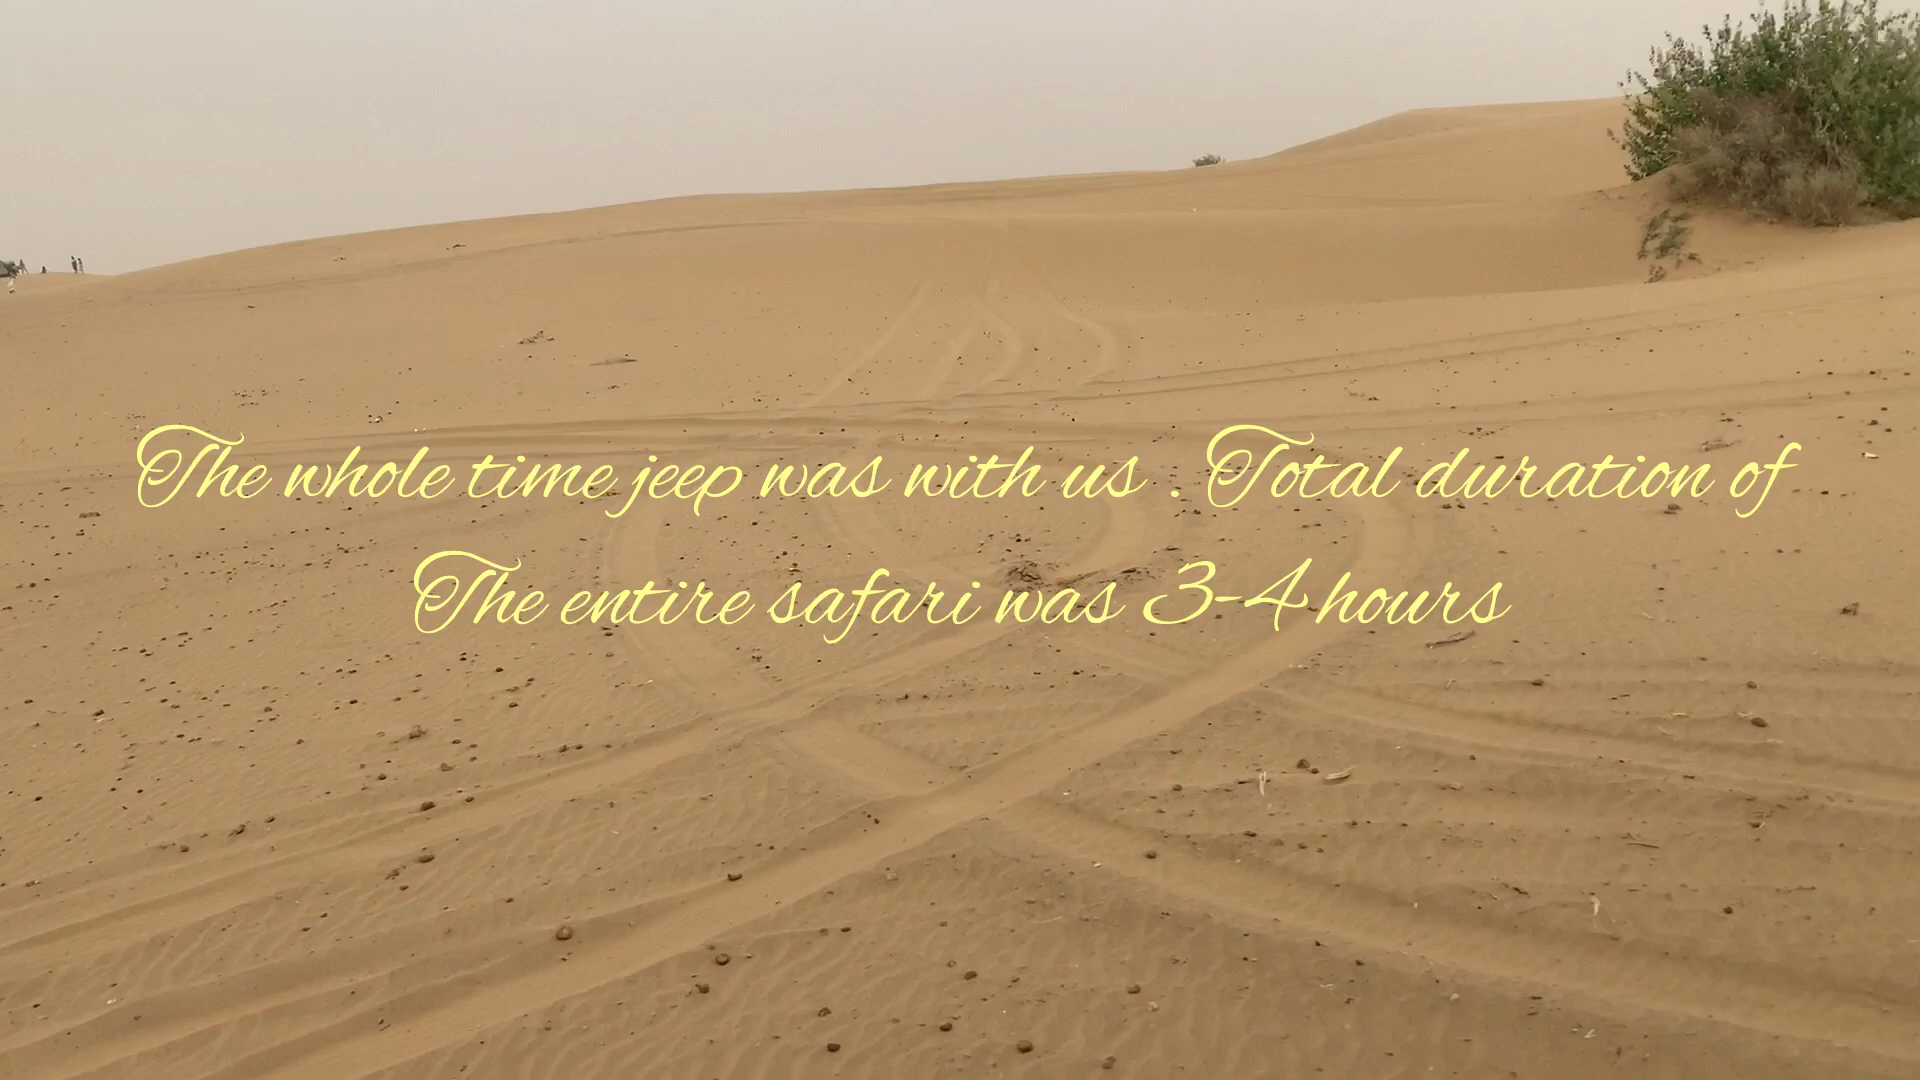 The whole time jeep was with us . Total duration of
The entire safari was 3-4 hours